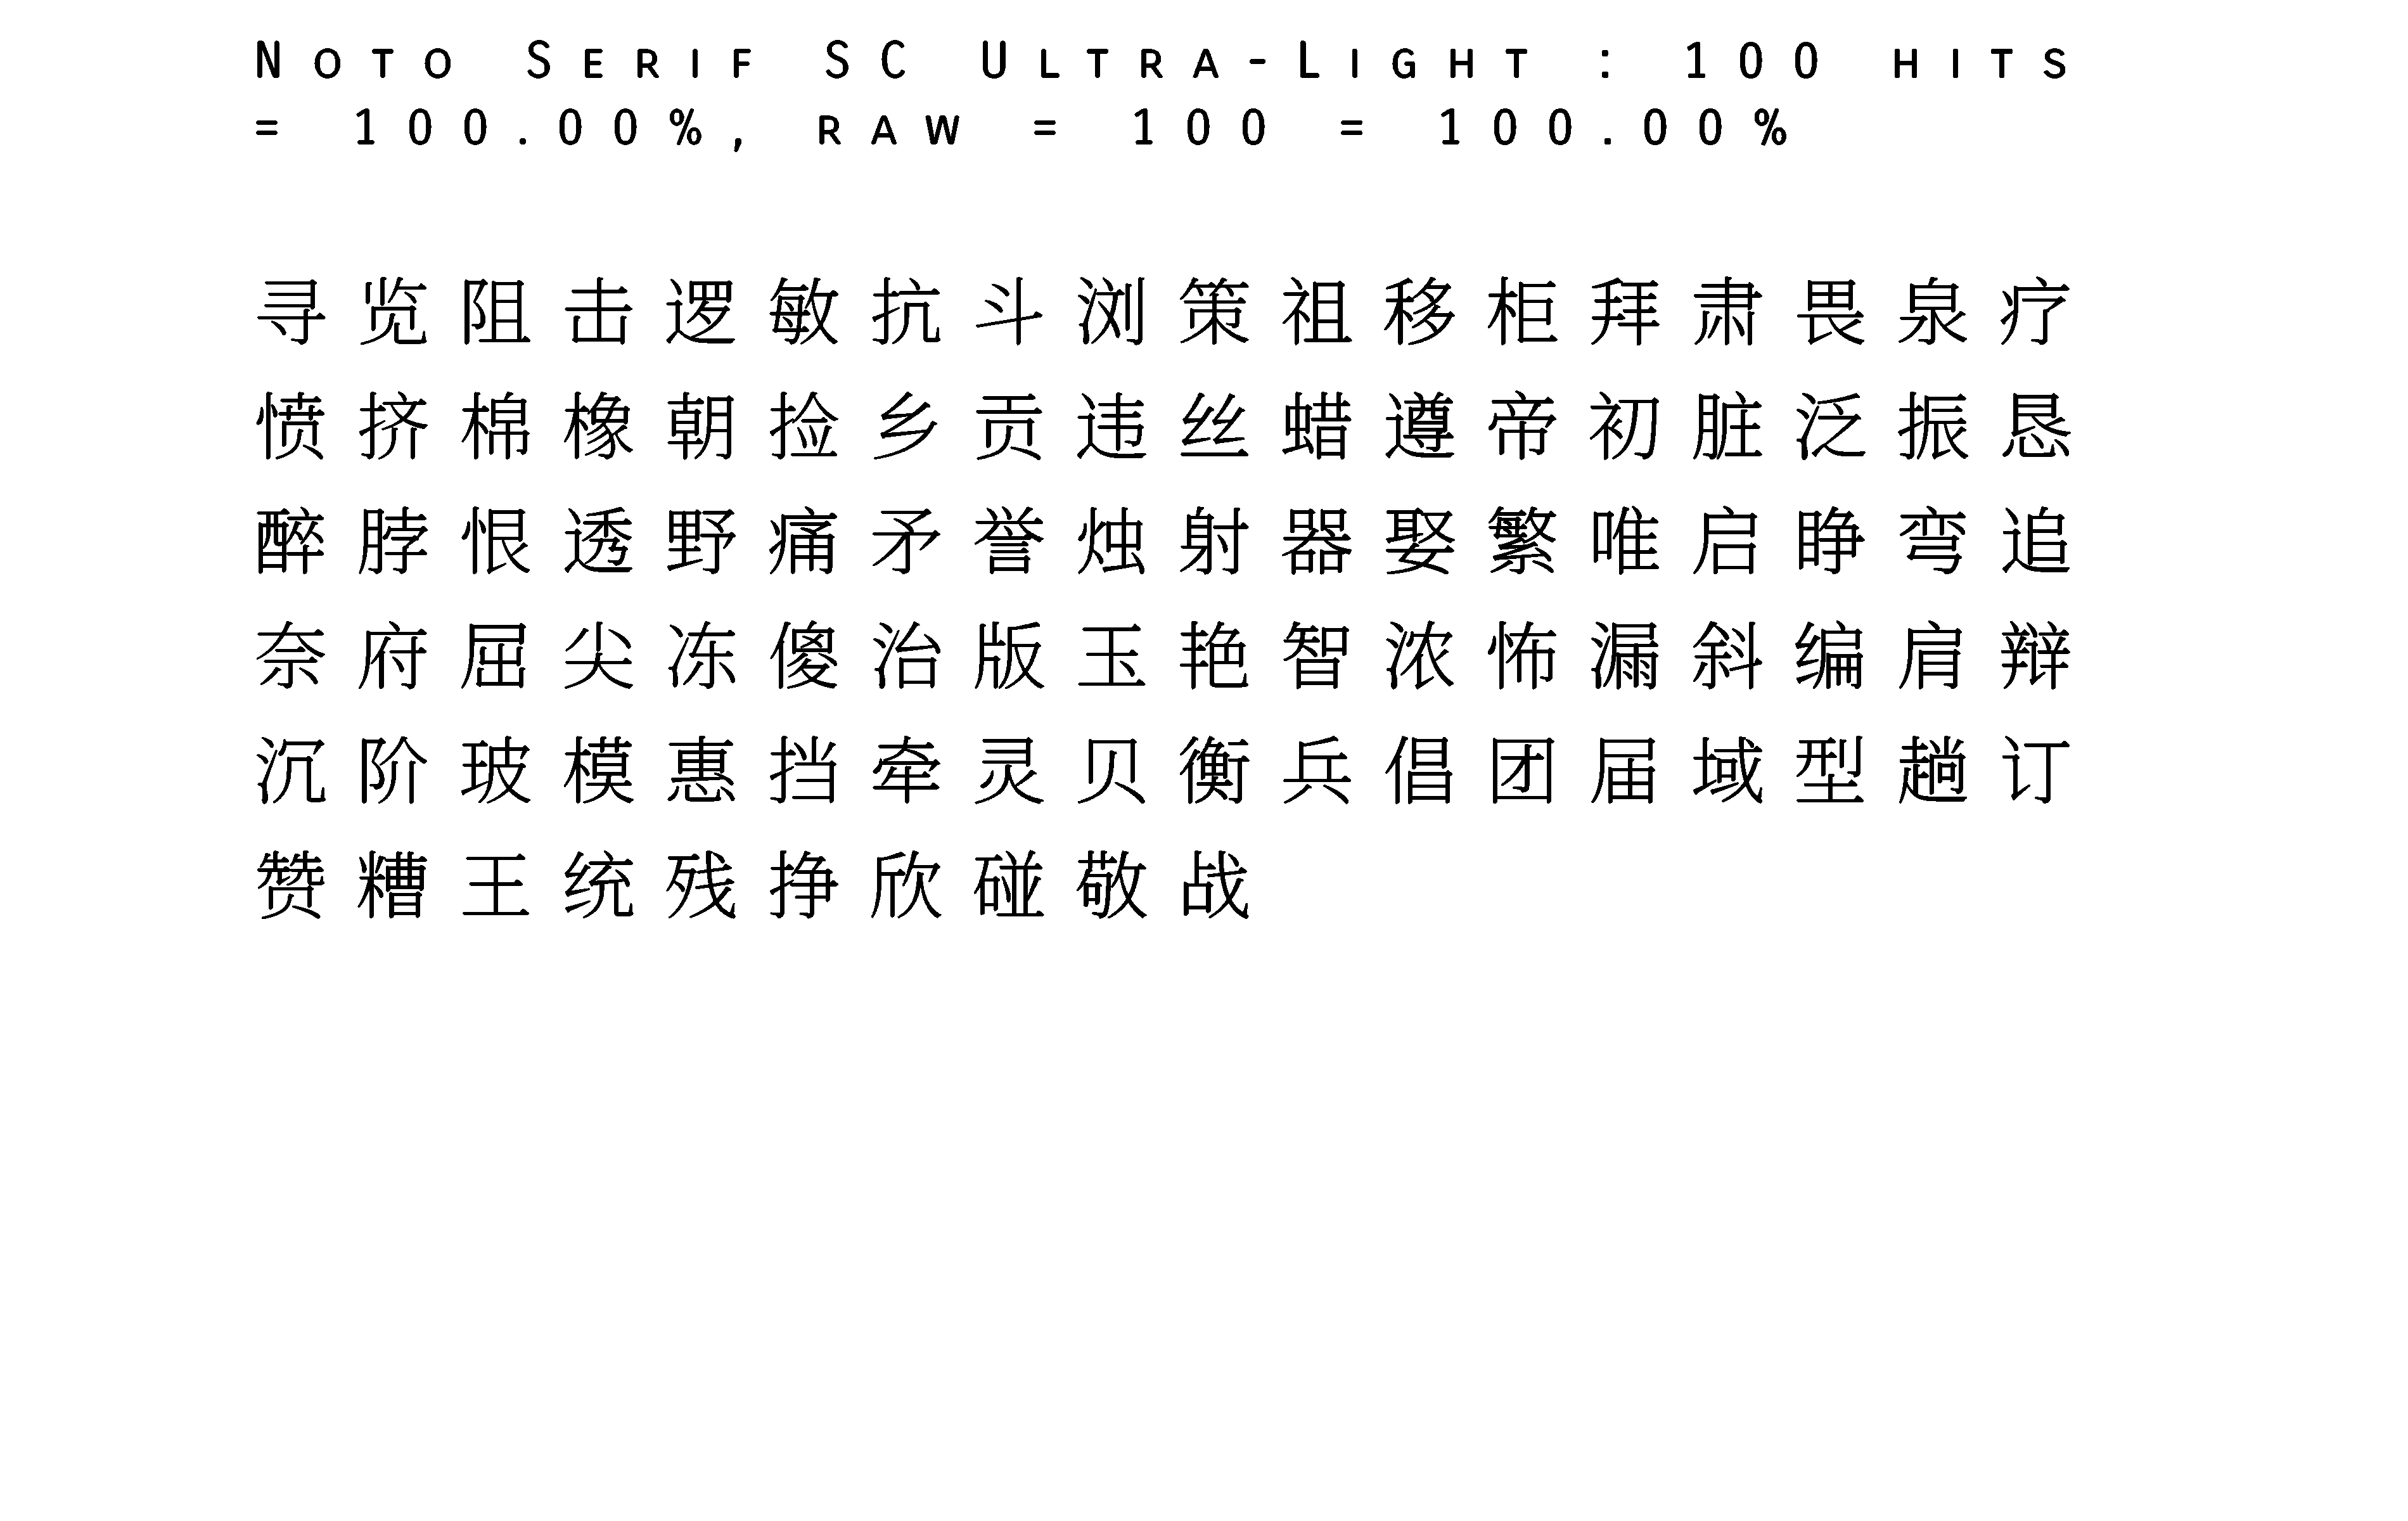 Noto Serif SC Ultra-Light : 100 hits
= 100.00%, raw = 100 = 100.00%
寻览阻击逻敏抗斗浏策祖移柜拜肃畏泉疗
愤挤棉橡朝捡乡贡违丝蜡遵帝初脏泛振恳
醉脖恨透野痛矛誉烛射器娶繁唯启睁弯追
奈府屈尖冻傻治版玉艳智浓怖漏斜编肩辩
沉阶玻模惠挡牵灵贝衡兵倡团届域型趟订
赞糟王统残挣欣碰敬战